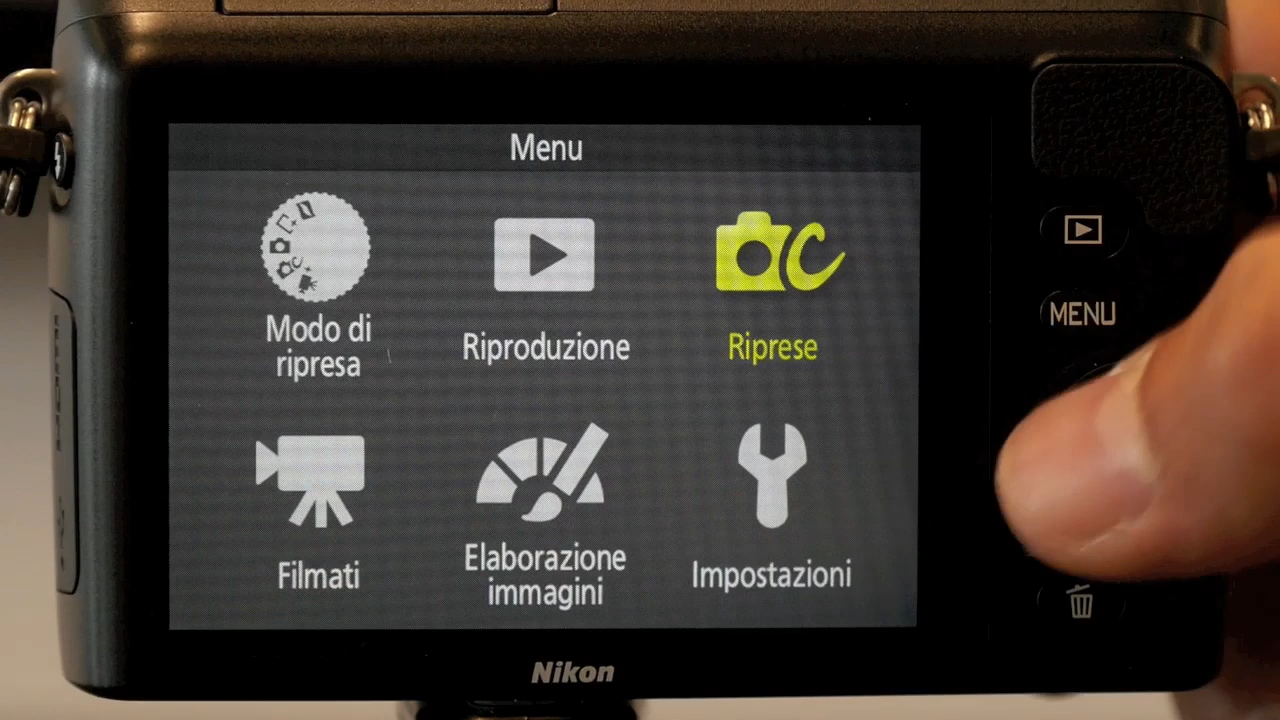 Menu
Modo di
ripresa
Riproduzione
Riprese
MENU
Filmati
Elaborazione
immagini
Impostazioni
Nikon